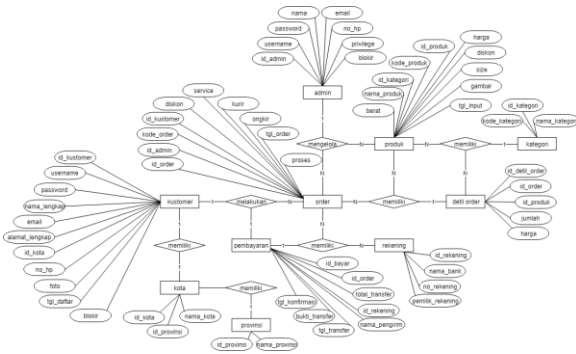 nama
email
password
no_hp
username
privilege
id_admin
blokir
admin
harga
id_produk
diskon
kode_produk
size
id_kategori
gambar
nama_produk
tgl_input
berat
produk
id_kategori
kode_kategori
nama_kategori
kategori
memiliki
N
mengelola
N
service
kurir
diskon
ongkir
id_kustomer
tgl_order
kode_order
id_admin
proses
id_order
order
memiliki
N
detil order
id_detil_order
id_order
id_produk
jumlah
harga
id_kustomer
username
password
nama_lengkap
email
alamat_lengkap
id_kota
no_hp
foto
tgl_daftar
blokir
kustomer
melakukan
N
memiliki
kota
id_kota
nama_kota
id_provinsi
memiliki
provinsi
id_provinsi
nama_provinsi
pembayaran
memiliki
N
rekening
id_bayar
id_order
total_transfer
tgl_konfirmasi
id_rekening
bukti_transfer
nama_pengirim
tgl_transfer
id_rekening
nama_bank
no_rekening
pemilik_rekening